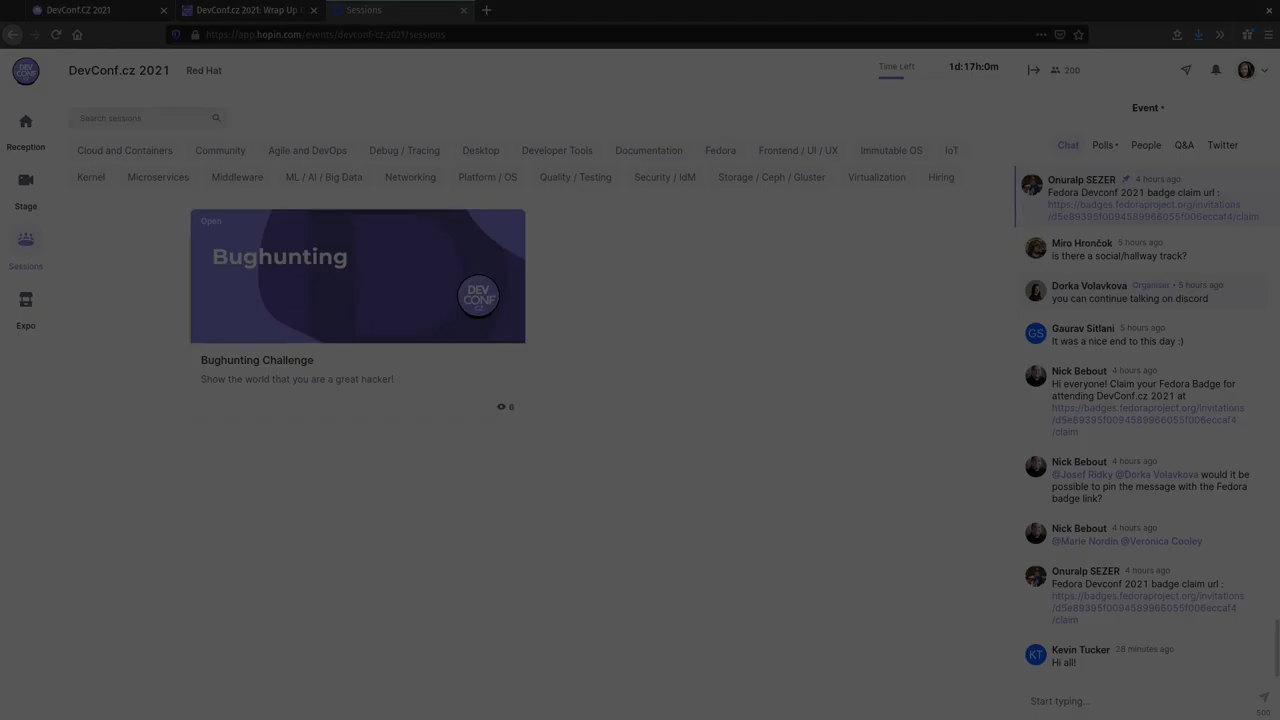 DevConf.CZ 2021
DevConf.cz 2021: Wrap Up D
Sessions
https://app.hopin.com/events/devconf-cz-2021/sessions
DEV
CONF
DevConf.cz 2021
Red Hat
Time Left
1d:17h:0m
200
Event
Search sessions
Reception
Stage
Sessions
Expo
Cloud and Containers
Community
Agile and DevOps
Debug / Tracing
Desktop
Developer Tools
Documentation
Fedora
Frontend / UI / UX
Immutable OS
IoT
Kernel
Microservices
Middleware
ML / AI / Big Data
Networking
Platform / OS
Quality / Testing
Security / IdM
Storage / Ceph / Gluster
Virtualization
Hiring
Open
Bughunting
DEV
CONF
CZ
Bughunting Challenge
Show the world that you are a great hacker!
8
Chat
Polls
People
Q&A
Twitter
Onuralp SEZER 4 hours ago
Fedora Devconf 2021 badge claim url :
https://badges.fedoraproject.org/invitations
/d5e89395f0094589966055f006eccaf4/claim
Miro Hrončok 5 hours ago
is there a social/hallway track?
Dorka Volavkova Organiser • 5 hours ago
you can continue talking on discord
GS
Gaurav Sitlani 5 hours ago
It was a nice end to this day :)
Nick Bebout 4 hours ago
Hi everyone! Claim your Fedora Badge for
attending DevConf.cz 2021 at
https://badges.fedoraproject.org/invitations
/d5e89395f0094589966055f006eccaf4
/claim
Nick Bebout 4 hours ago
@Josef Ridky @Dorka Volavkova would it be
possible to pin the message with the Fedora
badge link?
Nick Bebout 4 hours ago
@Marie Nordin @Veronica Cooley
Onuralp SEZER 4 hours ago
Fedora Devconf 2021 badge claim url :
https://badges.fedoraproject.org/invitations
/d5e89395f0094589966055f006eccaf4
/claim
KT
Kevin Tucker 28 minutes ago
Hi all!
Start typing...
500